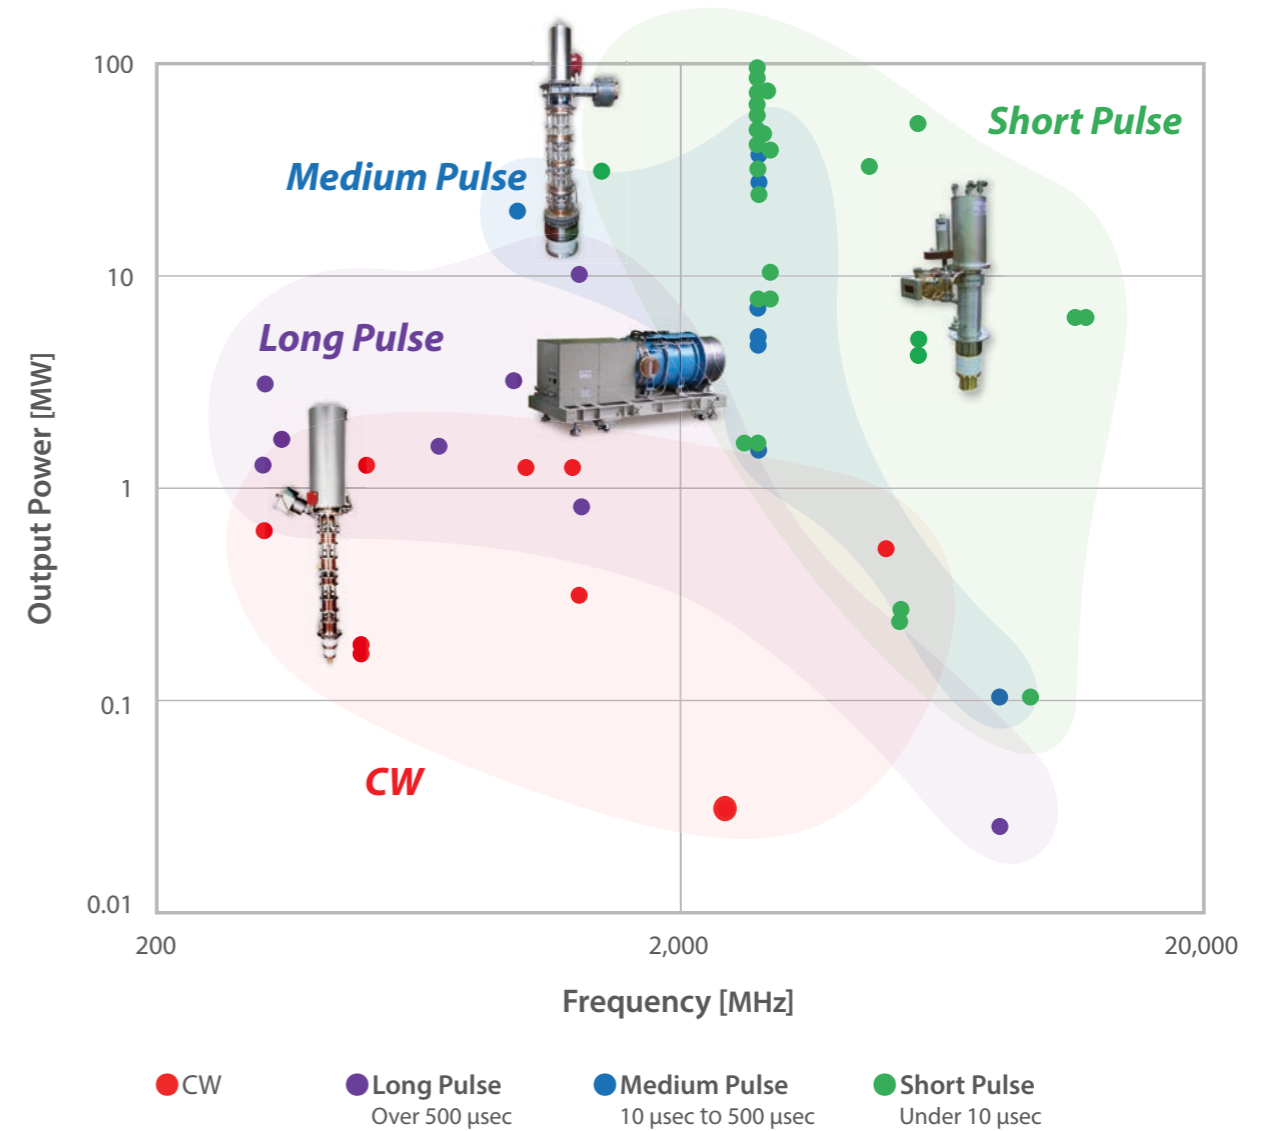 100
10
1
0.1
0.01
200
2,000
20,000
Output Power [MW]
Frequency [MHz]
Short Pulse
Medium Pulse
Long Pulse
CW
CW
Long Pulse
Over 500 μsec
Medium Pulse
10 μsec to 500 μsec
Short Pulse
Under 10 μsec